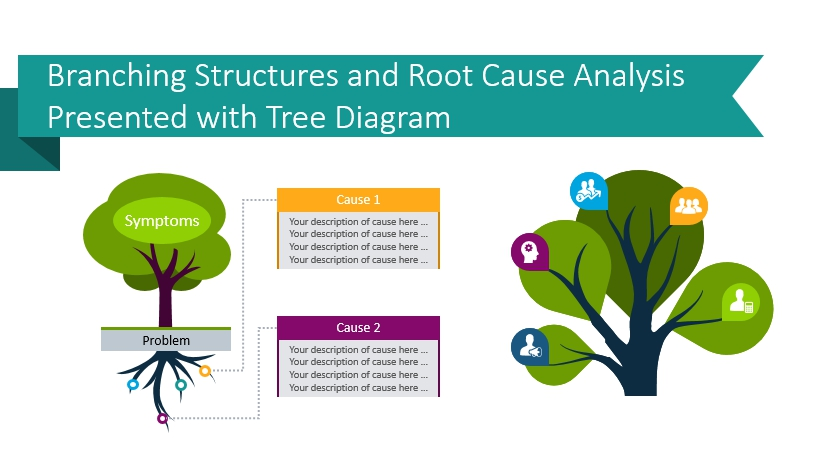 Branching Structures and Root Cause Analysis
Presented with Tree Diagram
Symptoms
Problem
Cause 1
Your description of cause here ...
Your description of cause here ...
Your description of cause here ...
Your description of cause here ...
Cause 2
Your description of cause here ...
Your description of cause here ...
Your description of cause here ...
Your description of cause here ...